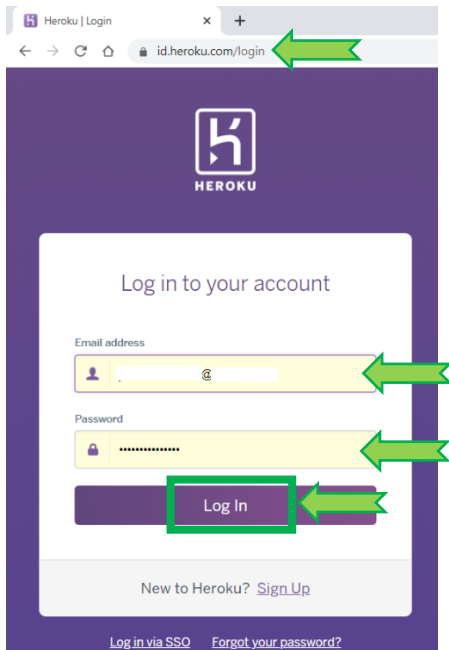 Heroku | Login
id.heroku.com/login
HEROKU
Log in to your account
Email address
@
Password
•••••••••••••••
Log In
New to Heroku? Sign Up
Log in via SSO Forgot your password?